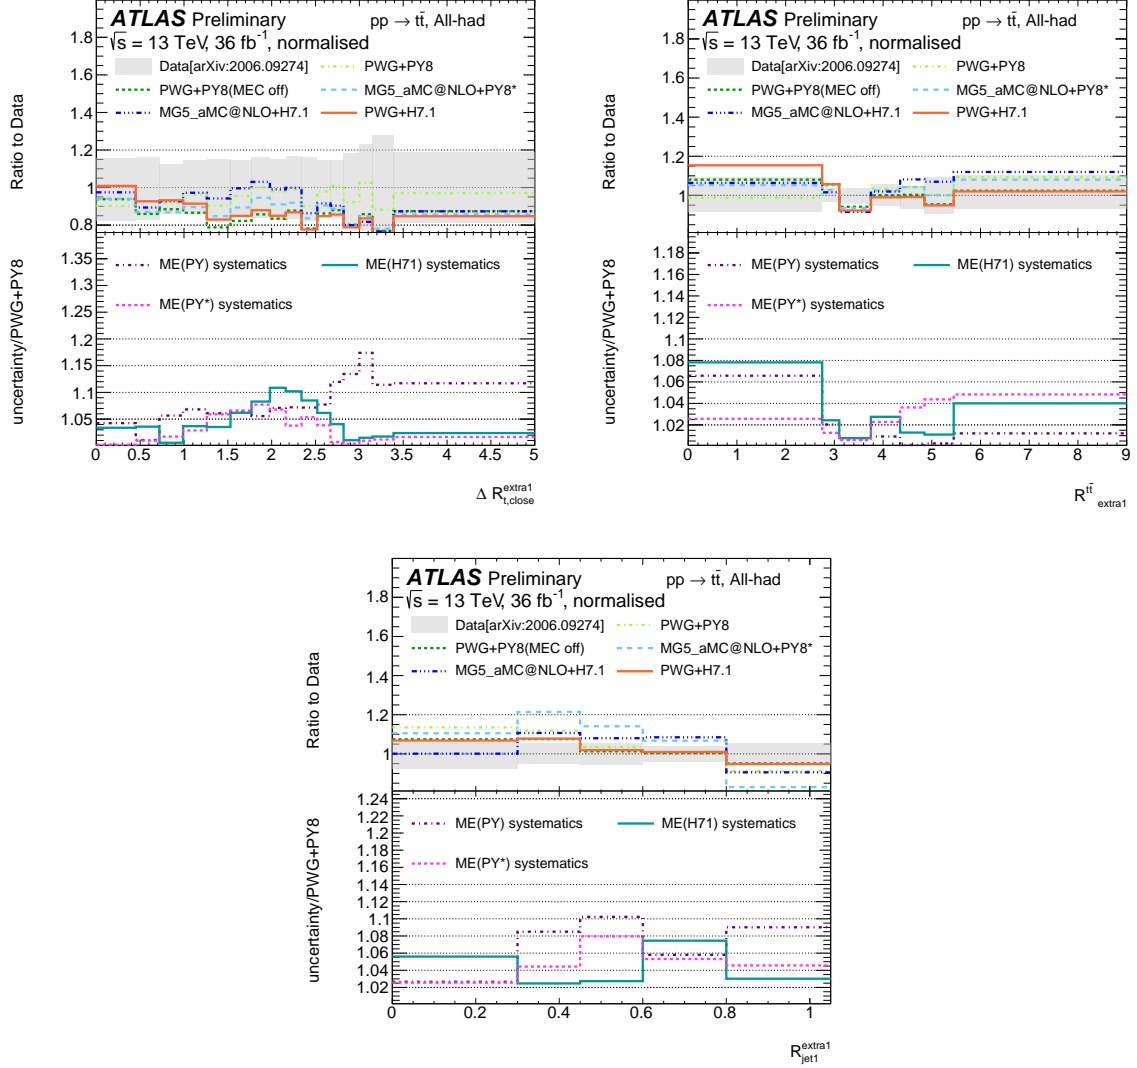 ATLAS Preliminary pp → tt̄, All-had
√s = 13 TeV, 36 fb⁻¹, normalised
Data[arXiv:2006.09274] PWG+PY8
PWG+PY8(MEC off) MG5_aMC@NLO+PY8*
MG5_aMC@NLO+H7.1 PWG+H7.1
Ratio to Data
1.8
1.6
1.4
1.2
1
0.8
ME(PY) systematics ME(H71) systematics
ME(PY*) systematics
uncertainty/PWG+PY8
1.35
1.3
1.25
1.2
1.15
1.1
1.05
0 0.5 1 1.5 2 2.5 3 3.5 4 4.5 5
Δ R^extra1_t,close
ATLAS Preliminary pp → tt̄, All-had
√s = 13 TeV, 36 fb⁻¹, normalised
Data[arXiv:2006.09274] PWG+PY8
PWG+PY8(MEC off) MG5_aMC@NLO+PY8*
MG5_aMC@NLO+H7.1 PWG+H7.1
Ratio to Data
1.8
1.6
1.4
1.2
1
ME(PY) systematics ME(H71) systematics
ME(PY*) systematics
uncertainty/PWG+PY8
1.18
1.16
1.14
1.12
1.1
1.08
1.06
1.04
1.02
0 1 2 3 4 5 6 7 8 9
R^tt̄_extra1
ATLAS Preliminary pp → tt̄, All-had
√s = 13 TeV, 36 fb⁻¹, normalised
Data[arXiv:2006.09274] PWG+PY8
PWG+PY8(MEC off) MG5_aMC@NLO+PY8*
MG5_aMC@NLO+H7.1 PWG+H7.1
Ratio to Data
1.8
1.6
1.4
1.2
1
ME(PY) systematics ME(H71) systematics
ME(PY*) systematics
uncertainty/PWG+PY8
1.24
1.22
1.2
1.18
1.16
1.14
1.12
1.1
1.08
1.06
1.04
1.02
0 0.2 0.4 0.6 0.8 1
R^extra1_jet1